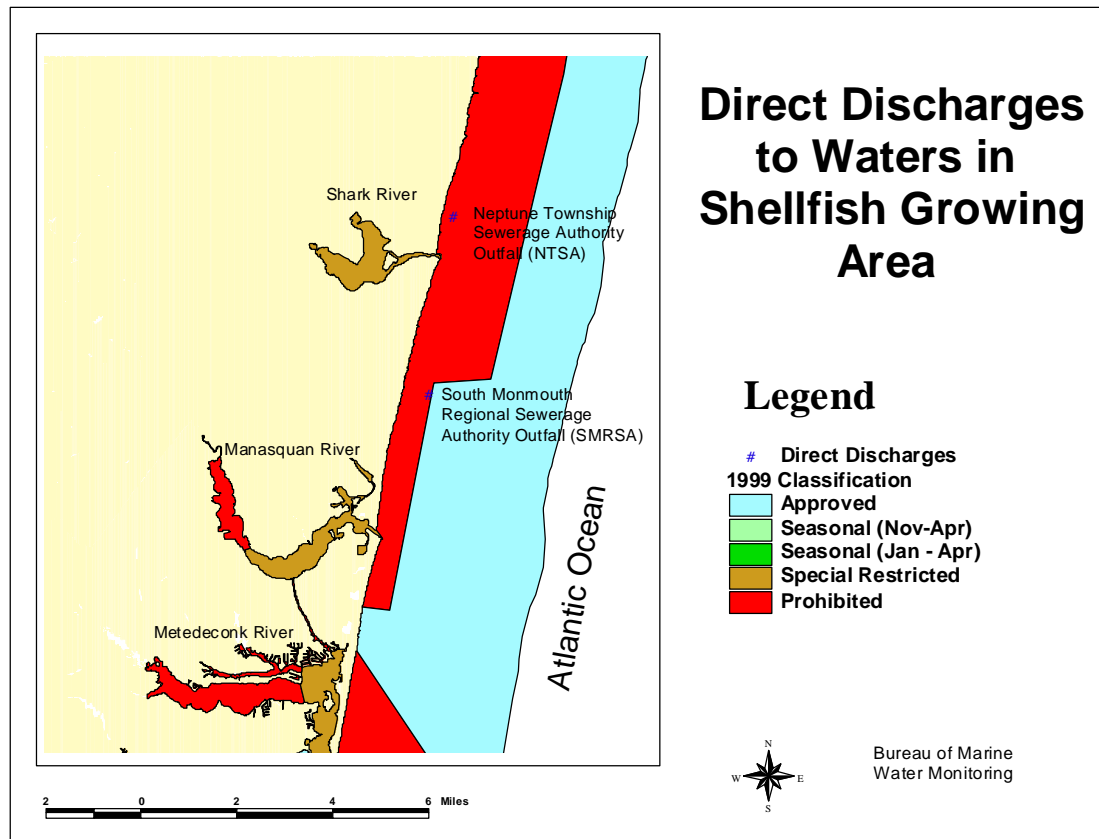 Direct Discharges
to Waters in
Shellfish Growing
Area
Shark River
# Neptune Township
Sewerage Authority
Outfall (NTSA)
# South Monmouth
Regional Sewerage
Authority Outfall (SMRSA)
Manasquan River
Metedeconk River
Atlantic Ocean
Legend
# Direct Discharges
1999 Classification
Approved
Seasonal (Nov-Apr)
Seasonal (Jan - Apr)
Special Restricted
Prohibited
2 0 2 4 6 Miles
N
W E
S
Bureau of Marine
Water Monitoring